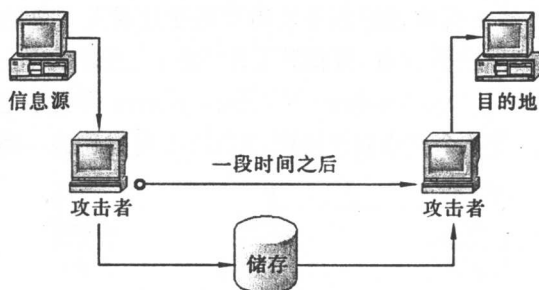 信息源
目的地
一段时间之后
攻击者
攻击者
储存